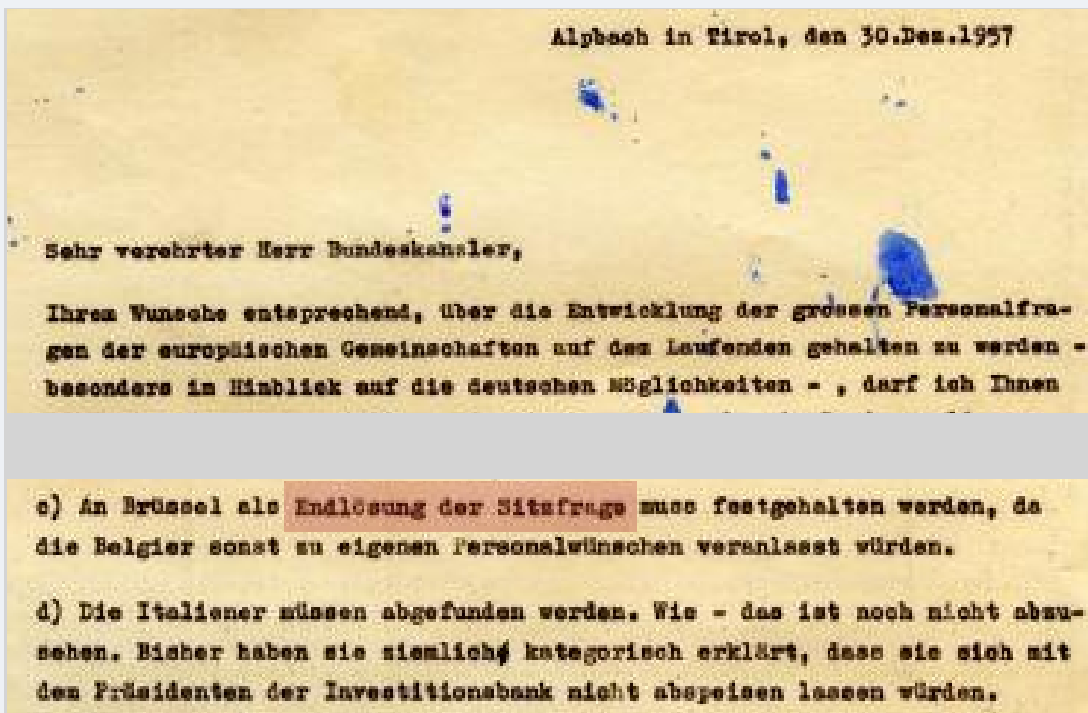 Alpbach in Tirol, den 30.Dez.1957
Sehr verehrter Herr Bundeskanzler,
Ihrem Wunsche entsprechend, über die Entwicklung der grossen Personalfra-
gen der europäischen Gemeinschaften auf dem Laufenden gehalten zu werden -
besonders im Hinblick auf die deutschen Möglichkeiten - , darf ich Ihnen
c) An Brüssel als Endlösung der Sitzfrage muss festgehalten werden, da
die Belgier sonst zu eigenen Personalwünschen veranlasst würden.
d) Die Italiener müssen abgefunden werden. Wie - das ist noch nicht abzu-
sehen. Bisher haben sie ziemlich kategorisch erklärt, dass sie sich mit
dem Präsidenten der Investitionsbank nicht abspeisen lassen würden.